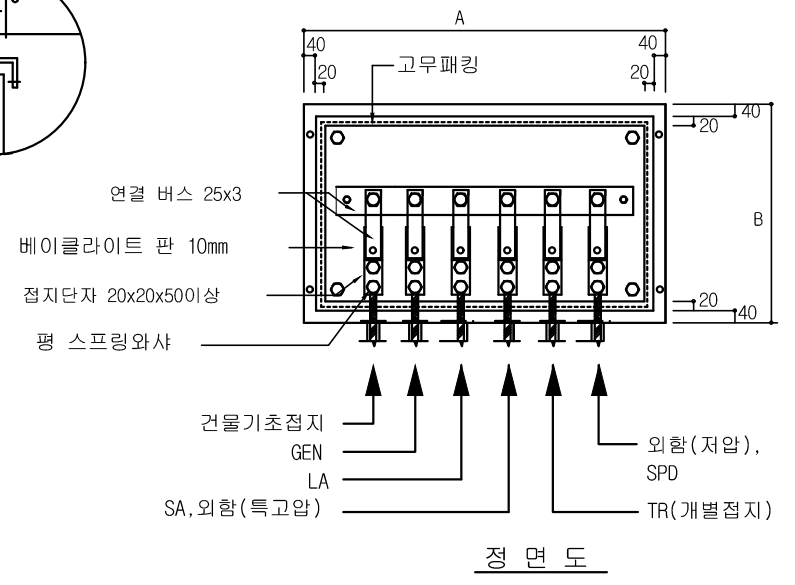 A
40
40
20
20
고무패킹
40
20
연결 버스 25x3
B
베이클라이트 판 10mm
접지단자 20x20x50이상
20
40
평 스프링와샤
건물기초접지
GEN
LA
SA,외함(특고압)
외함(저압),
SPD
TR(개별접지)
정 면 도